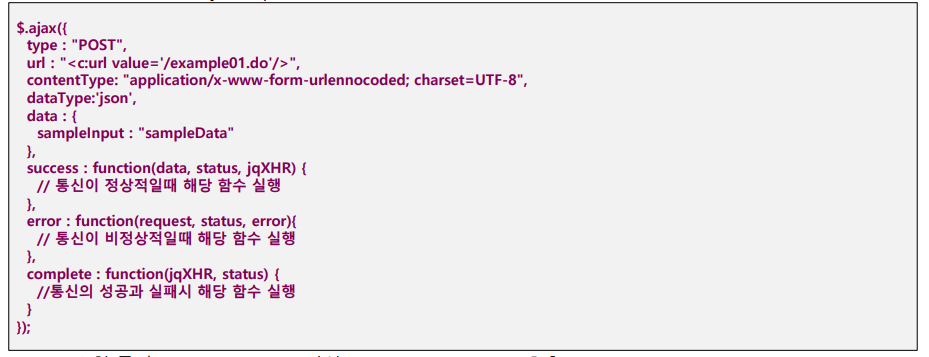 $.ajax({
type : "POST",
url : "<c:url value='/example01.do'/>",
contentType: "application/x-www-form-urlennocoded; charset=UTF-8",
dataType:'json',
data : {
sampleInput : "sampleData"
},
success : function(data, status, jqXHR) {
// 통신이 정상적일때 해당 함수 실행
},
error : function(request, status, error){
// 통신이 비정상적일때 해당 함수 실행
},
complete : function(jqXHR, status) {
//통신의 성공과 실패시 해당 함수 실행
}
});